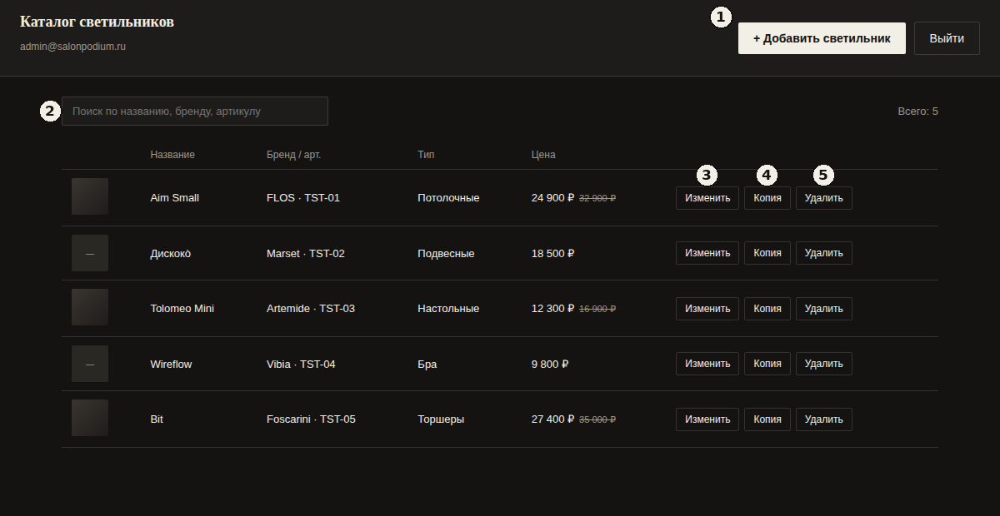 Каталог светильников
admin@salonpodium.ru
1
+ Добавить светильник
Выйти
2
Поиск по названию, бренду, артикулу
Всего: 5
Название Бренд / арт. Тип Цена
3 4 5
Aim Small FLOS · TST-01 Потолочные 24 900 ₽ 32 900 ₽ Изменить Копия Удалить
— Дискокò Marset · TST-02 Подвесные 18 500 ₽ Изменить Копия Удалить
Tolomeo Mini Artemide · TST-03 Настольные 12 300 ₽ 16 900 ₽ Изменить Копия Удалить
— Wireflow Vibia · TST-04 Бра 9 800 ₽ Изменить Копия Удалить
Bit Foscarini · TST-05 Торшеры 27 400 ₽ 35 000 ₽ Изменить Копия Удалить